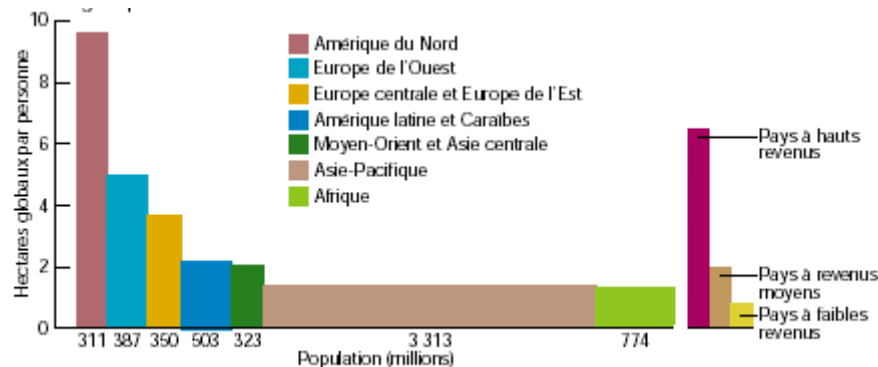 10
8
6
4
2
0
Hectares globaux par personne
Amérique du Nord
Europe de l'Ouest
Europe centrale et Europe de l'Est
Amérique latine et Caraïbes
Moyen-Orient et Asie centrale
Asie-Pacifique
Afrique
Pays à hauts
revenus
Pays à revenus
moyens
Pays à faibles
revenus
311 387 350 503 323 3 313 774
Population (millions)